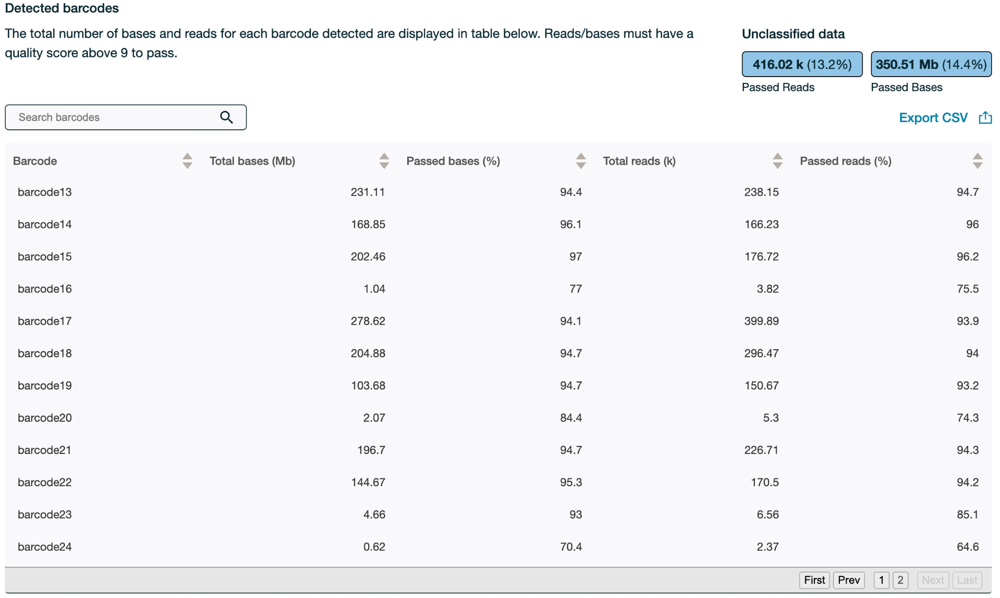 Detected barcodes
The total number of bases and reads for each barcode detected are displayed in table below. Reads/bases must have a
quality score above 9 to pass.
Unclassified data
416.02 k (13.2%) 350.51 Mb (14.4%)
Passed Reads Passed Bases
Search barcodes
Export CSV
Barcode Total bases (Mb) Passed bases (%) Total reads (k) Passed reads (%)
barcode13 231.11 94.4 238.15 94.7
barcode14 168.85 96.1 166.23 96
barcode15 202.46 97 176.72 96.2
barcode16 1.04 77 3.82 75.5
barcode17 278.62 94.1 399.89 93.9
barcode18 204.88 94.7 296.47 94
barcode19 103.68 94.7 150.67 93.2
barcode20 2.07 84.4 5.3 74.3
barcode21 196.7 94.7 226.71 94.3
barcode22 144.67 95.3 170.5 94.2
barcode23 4.66 93 6.56 85.1
barcode24 0.62 70.4 2.37 64.6
First Prev 1 2 Next Last